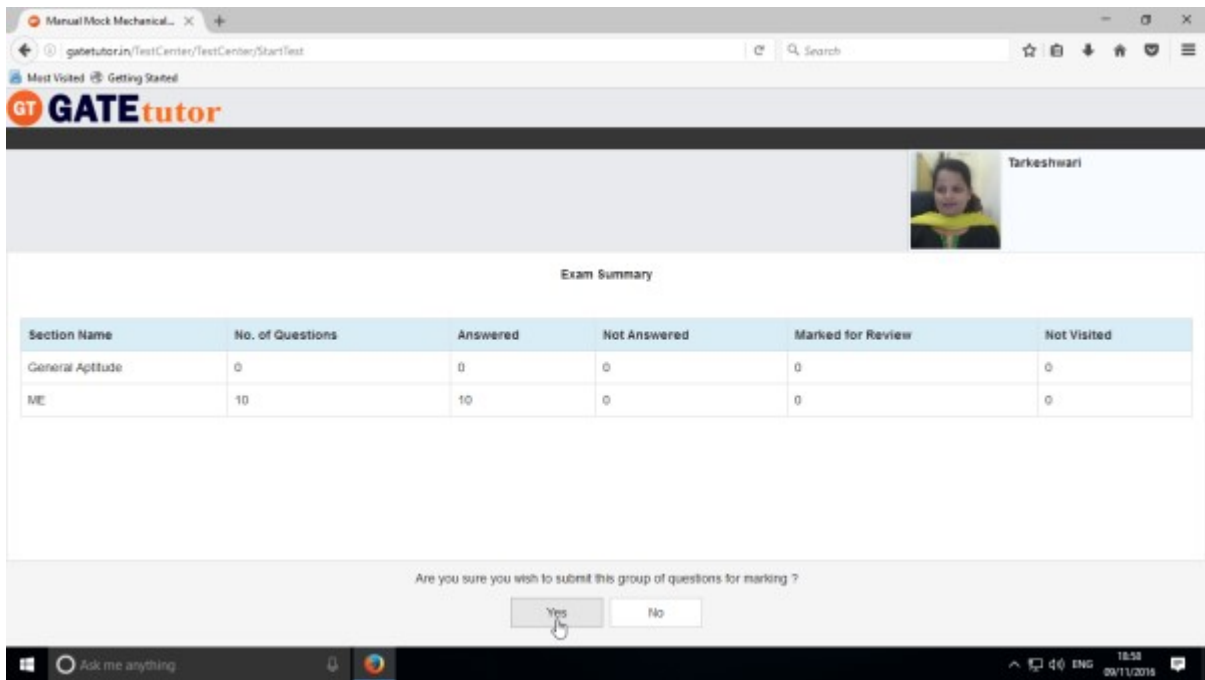 Manual Mock Mechanical...
gatetutor.in/TestCenter/TestCenter/StartTest
Search
Most Visited Getting Started
GT GATEtutor
Tarkeshwari
Exam Summary
Section Name No. of Questions Answered Not Answered Marked for Review Not Visited
General Aptitude 0 0 0 0 0
ME 10 10 0 0 0
Are you sure you wish to submit this group of questions for marking ?
Yes No
Ask me anything
ENG
18:58
09/11/2016